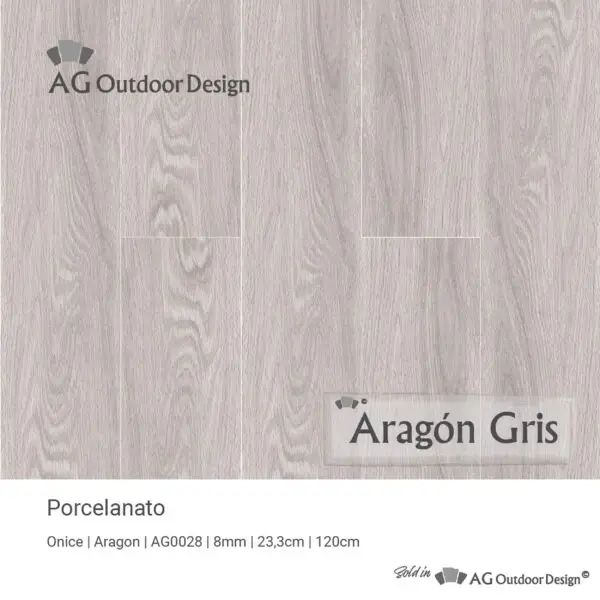 AG Outdoor Design
Aragón Gris
Porcelanato
Onice | Aragon | AG0028 | 8mm | 23,3cm | 120cm
Sold in AG Outdoor Design©